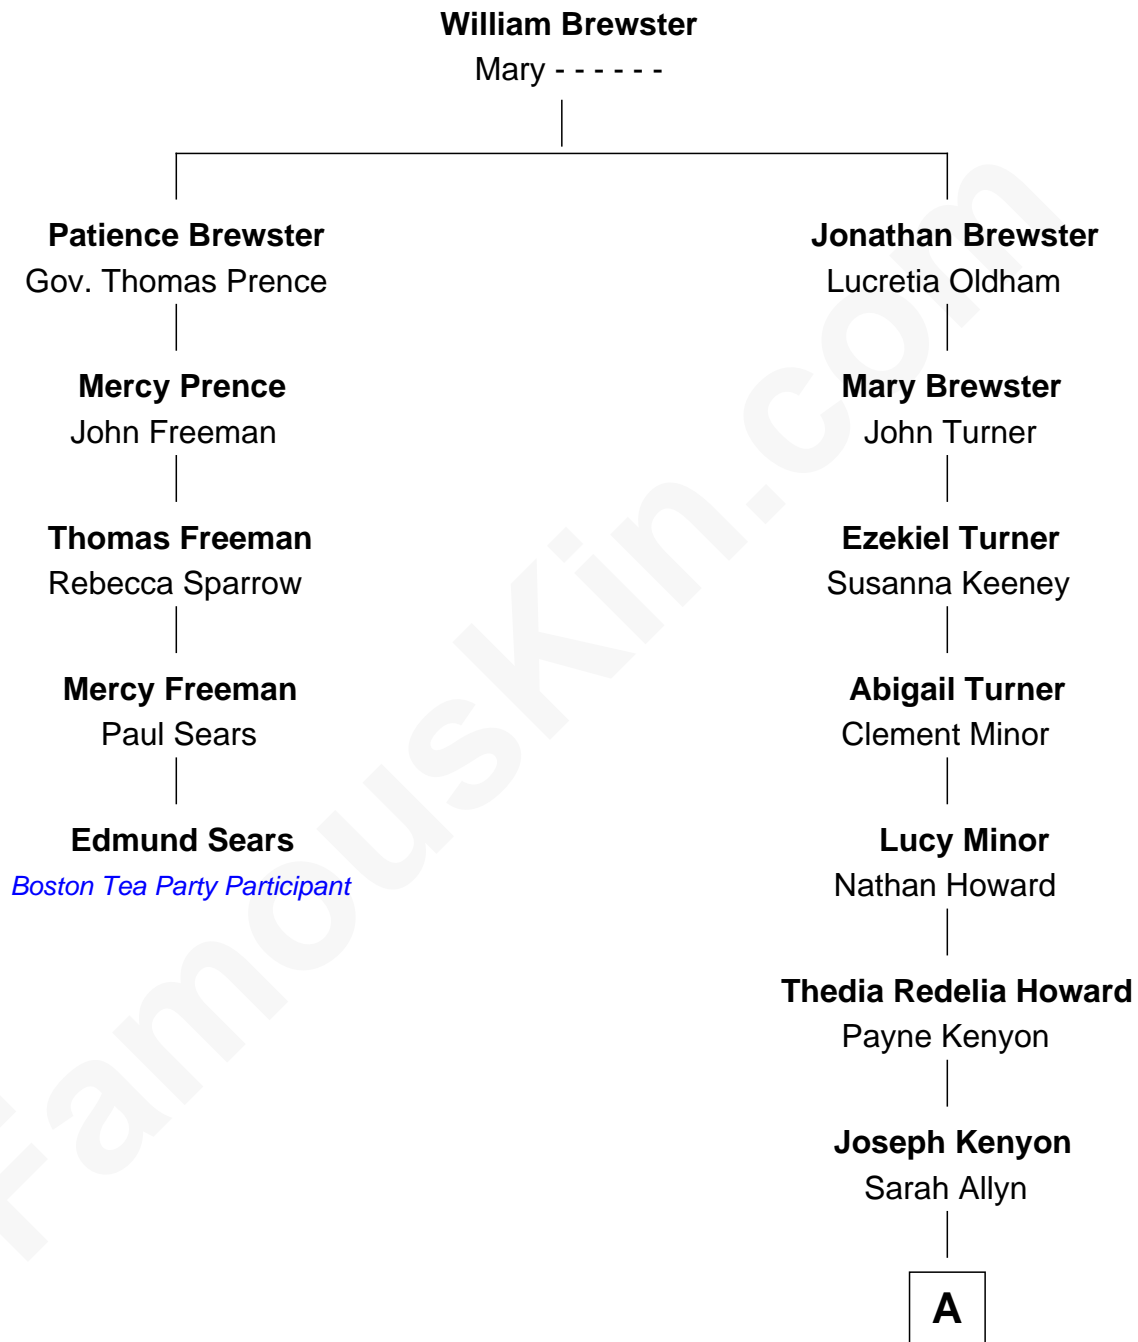 William Brewster
Mary - - - - - -
Patience Brewster
Gov. Thomas Prence
Jonathan Brewster
Lucretia Oldham
Mercy Prence
John Freeman
Mary Brewster
John Turner
Thomas Freeman
Rebecca Sparrow
Ezekiel Turner
Susanna Keeney
Mercy Freeman
Paul Sears
Abigail Turner
Clement Minor
Edmund Sears
Boston Tea Party Participant
Lucy Minor
Nathan Howard
Thedia Redelia Howard
Payne Kenyon
Joseph Kenyon
Sarah Allyn
A
FamousKin.com